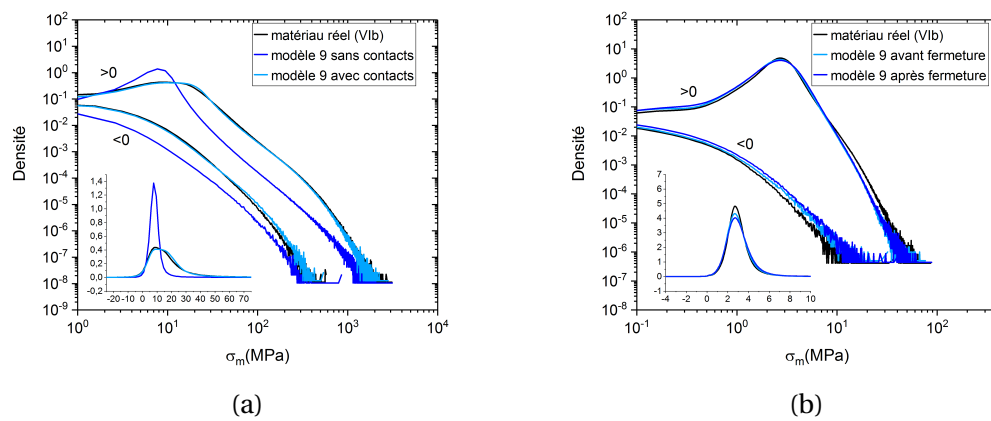 10²
10¹
10⁰
10⁻¹
10⁻²
10⁻³
10⁻⁴
10⁻⁵
10⁻⁶
10⁻⁷
10⁻⁸
10⁻⁹
Densité
matériau réel (VIb)
modèle 9 sans contacts
modèle 9 avec contacts
>0
<0
1,4
1,2
1,0
0,8
0,6
0,4
0,2
0,0
-0,2
-20 -10 0 10 20 30 40 50 60 70
10⁰ 10¹ 10² 10³ 10⁴
σm(MPa)
(a)
10²
10¹
10⁰
10⁻¹
10⁻²
10⁻³
10⁻⁴
10⁻⁵
10⁻⁶
10⁻⁷
10⁻⁸
Densité
matériau réel (VIb)
modèle 9 avant fermeture
modèle 9 après fermeture
>0
<0
7
6
5
4
3
2
1
0
-1
-4 -2 0 2 4 6 8 10
10⁻¹ 10⁰ 10¹ 10²
σm(MPa)
(b)